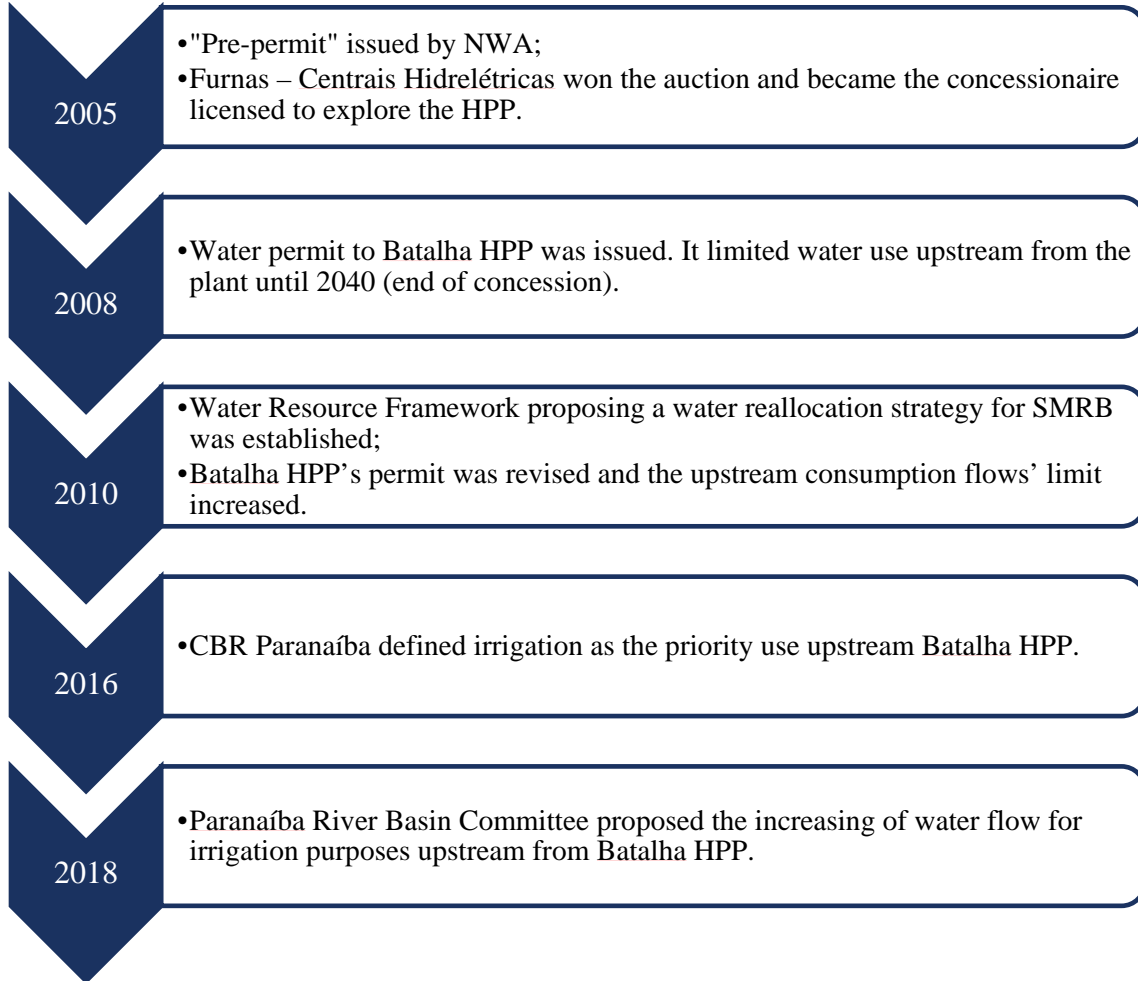 2005
•"Pre-permit" issued by NWA;
•Furnas – Centrais Hidrelétricas won the auction and became the concessionaire
licensed to explore the HPP.
2008
•Water permit to Batalha HPP was issued. It limited water use upstream from the
plant until 2040 (end of concession).
2010
•Water Resource Framework proposing a water reallocation strategy for SMRB
was established;
•Batalha HPP’s permit was revised and the upstream consumption flows’ limit
increased.
2016
•CBR Paranaíba defined irrigation as the priority use upstream Batalha HPP.
2018
•Paranaíba River Basin Committee proposed the increasing of water flow for
irrigation purposes upstream from Batalha HPP.